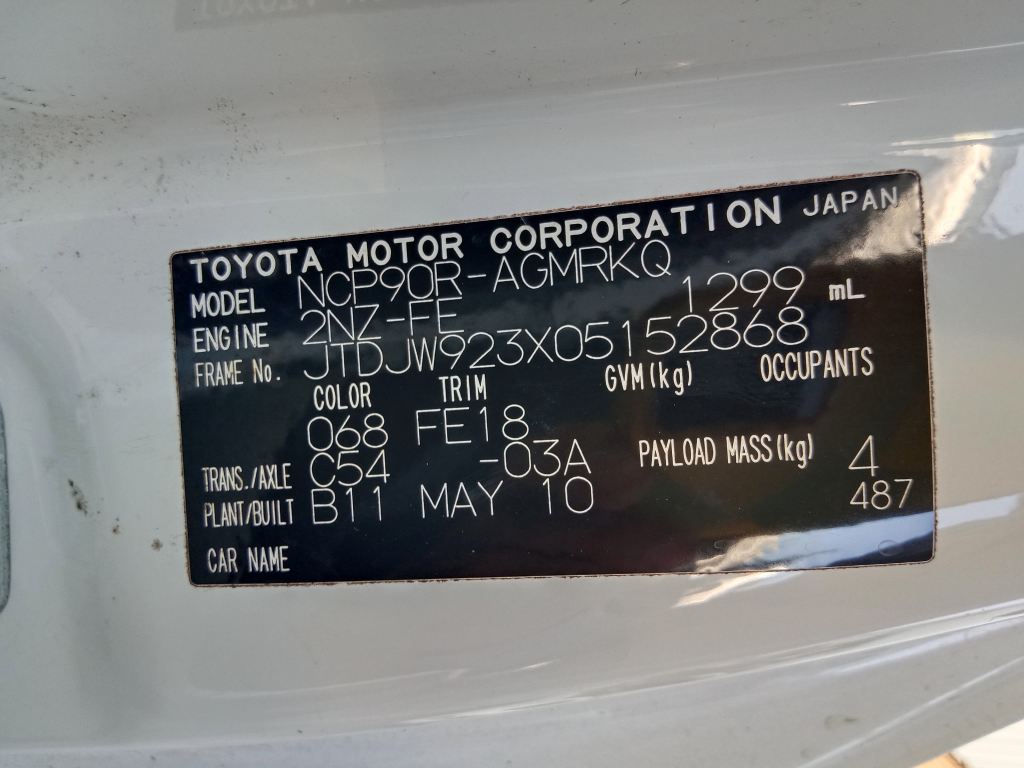 TOYOTA MOTOR CORPORATION JAPAN
MODEL NCP90R-AGMRKQ
ENGINE 2NZ-FE 1299 mL
FRAME No. JTDJW923X05152868
COLOR TRIM GVM(kg) OCCUPANTS
068 FE18
TRANS./AXLE C54 -03A PAYLOAD MASS(kg) 4
PLANT/BUILT B11 MAY 10 487
CAR NAME